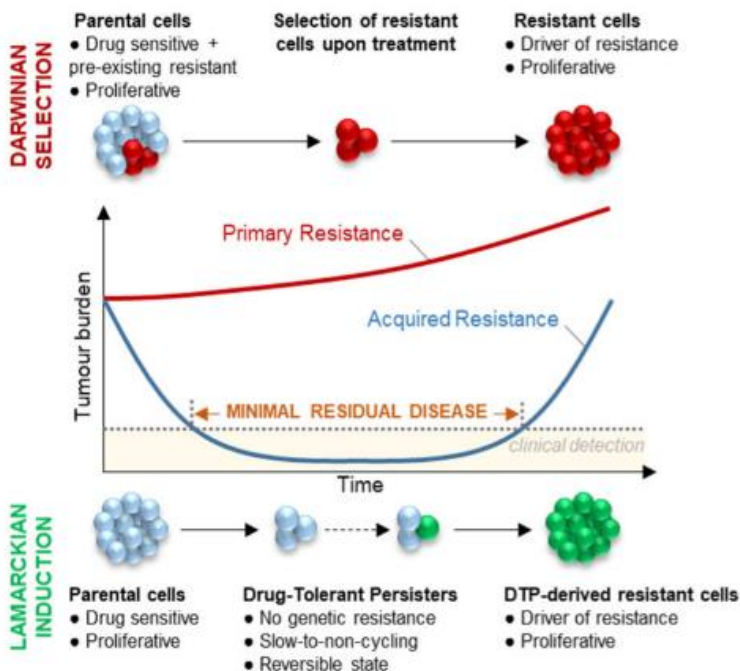 DARWINIAN
SELECTION
Parental cells
● Drug sensitive +
pre-existing resistant
● Proliferative
Selection of resistant
cells upon treatment
Resistant cells
● Driver of resistance
● Proliferative
Tumour burden
Primary Resistance
Acquired Resistance
MINIMAL RESIDUAL DISEASE
clinical detection
Time
LAMARCKIAN
INDUCTION
Parental cells
● Drug sensitive
● Proliferative
Drug-Tolerant Persisters
● No genetic resistance
● Slow-to-non-cycling
● Reversible state
DTP-derived resistant cells
● Driver of resistance
● Proliferative